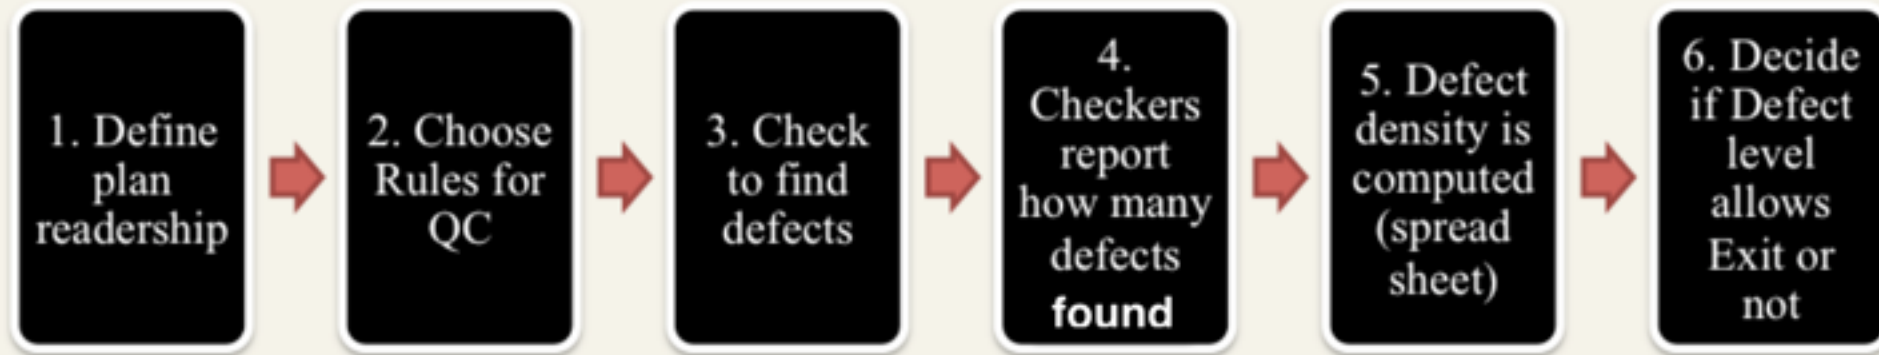 1. Define
plan
readership
2. Choose
Rules for
QC
3. Check
to find
defects
4.
Checkers
report
how many
defects
found
5. Defect
density is
computed
(spread
sheet)
6. Decide
if Defect
level
allows
Exit or
not